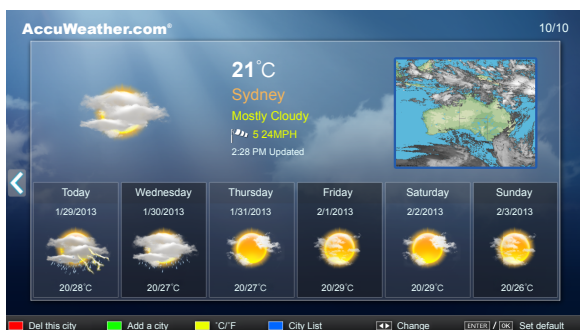 AccuWeather.com®
10/10
21°C
Sydney
Mostly Cloudy
5 24MPH
2:28 PM Updated
Today Wednesday Thursday Friday Saturday Sunday
1/29/2013 1/30/2013 1/31/2013 2/1/2013 2/2/2013 2/3/2013
20/28°C 20/27°C 20/27°C 20/29°C 20/29°C 20/26°C
Del this city Add a city °C/°F City List Change ENTER / OK Set default